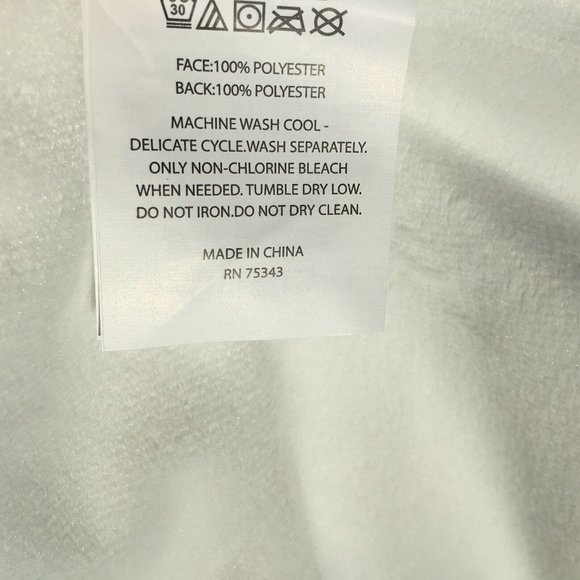 30
FACE:100% POLYESTER
BACK:100% POLYESTER
MACHINE WASH COOL -
DELICATE CYCLE.WASH SEPARATELY.
ONLY NON-CHLORINE BLEACH
WHEN NEEDED. TUMBLE DRY LOW.
DO NOT IRON.DO NOT DRY CLEAN.
MADE IN CHINA
RN 75343